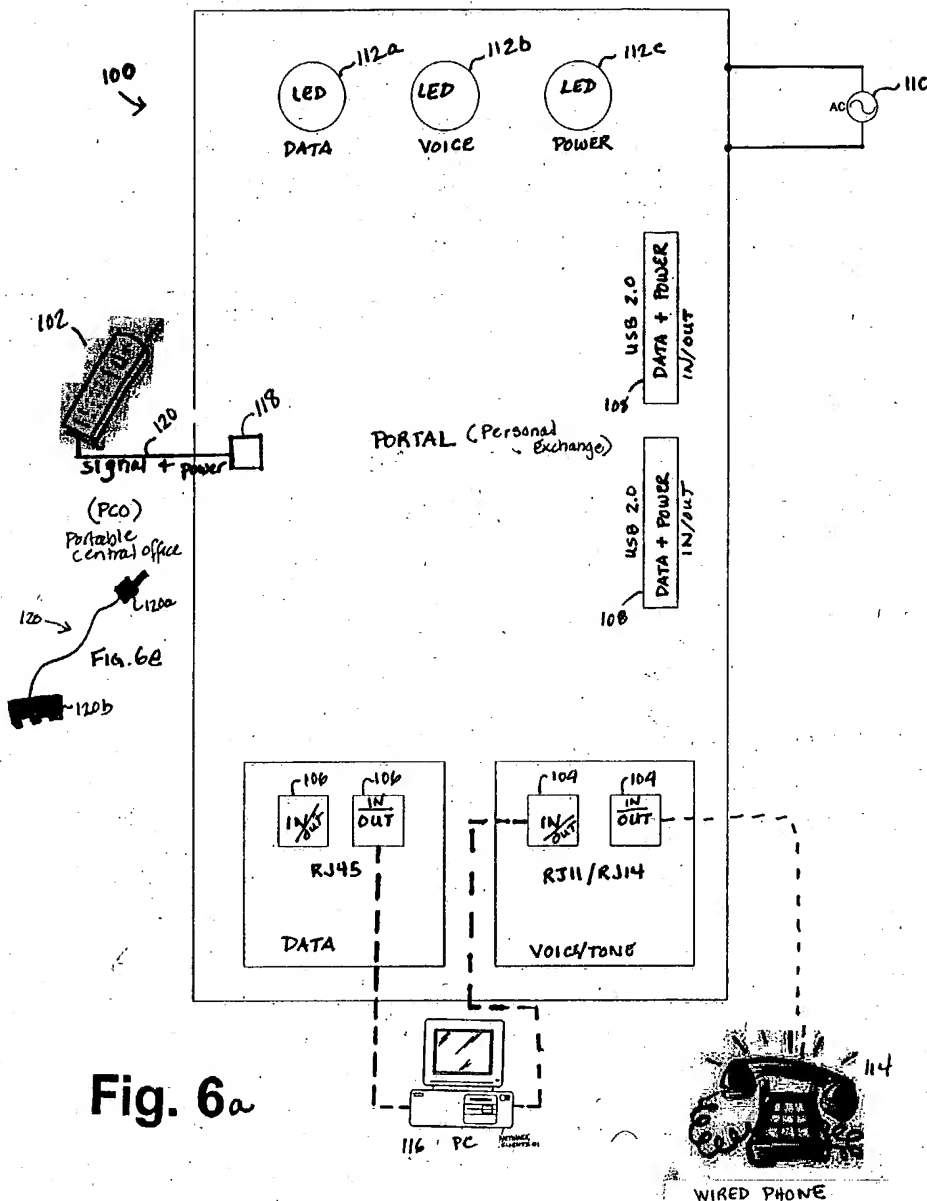 100
112a
112b
112c
LED
LED
LED
DATA
VOICE
POWER
AC
110
102
120
118
signal + power
(PCO)
Portable
central office
PORTAL (Personal
Exchange)
USB 2.0
DATA + POWER
IN/OUT
108
USB 2.0
DATA + POWER
IN/OUT
108
120
120a
FIG. 6e
120b
106
106
IN/OUT
IN
OUT
RJ45
DATA
104
104
IN/OUT
IN
OUT
RJ11/RJ14
VOICE/TONE
Fig. 6a
116
PC
114
WIRED PHONE